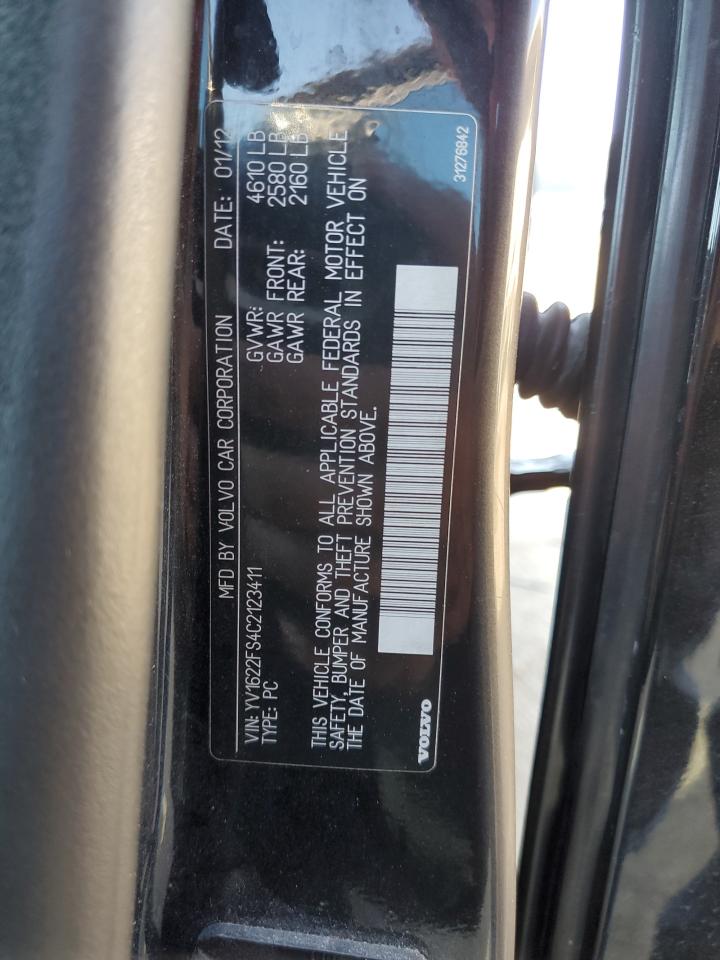 MFD BY VOLVO CAR CORPORATION DATE: 01/12
VIN: YV1622FS4C2123411 GVWR: 4610 LB
TYPE: PC GAWR FRONT: 2580 LB
GAWR REAR: 2160 LB
THIS VEHICLE CONFORMS TO ALL APPLICABLE FEDERAL MOTOR VEHICLE
SAFETY, BUMPER AND THEFT PREVENTION STANDARDS IN EFFECT ON
THE DATE OF MANUFACTURE SHOWN ABOVE.
VOLVO 31276842